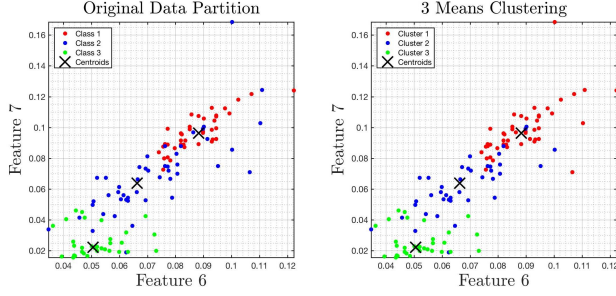 Original Data Partition
Class 1
Class 2
Class 3
Centroids
0.16
0.14
0.12
0.1
0.08
0.06
0.04
0.02
Feature 7
0.04 0.05 0.06 0.07 0.08 0.09 0.1 0.11 0.12
Feature 6
3 Means Clustering
Cluster 1
Cluster 2
Cluster 3
Centroids
0.16
0.14
0.12
0.1
0.08
0.06
0.04
0.02
Feature 7
0.04 0.05 0.06 0.07 0.08 0.09 0.1 0.11 0.12
Feature 6